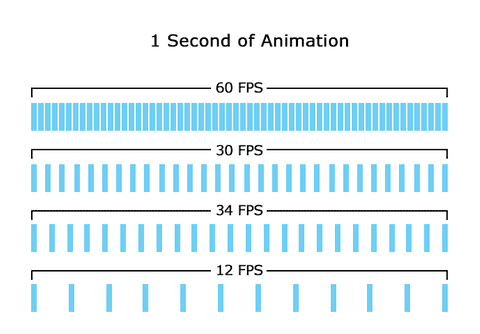 1 Second of Animation
60 FPS
30 FPS
34 FPS
12 FPS